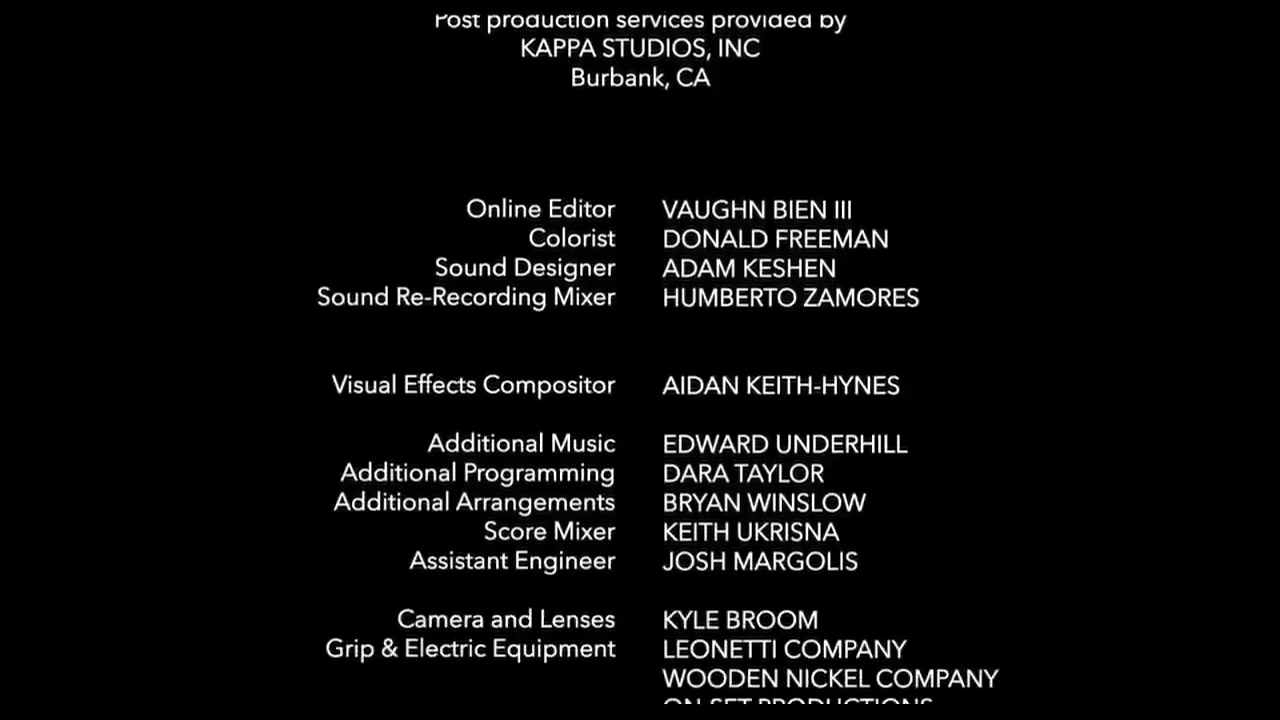 Post production services provided by
KAPPA STUDIOS, INC
Burbank, CA
Online Editor VAUGHN BIEN III
Colorist DONALD FREEMAN
Sound Designer ADAM KESHEN
Sound Re-Recording Mixer HUMBERTO ZAMORES
Visual Effects Compositor AIDAN KEITH-HYNES
Additional Music EDWARD UNDERHILL
Additional Programming DARA TAYLOR
Additional Arrangements BRYAN WINSLOW
Score Mixer KEITH UKRISNA
Assistant Engineer JOSH MARGOLIS
Camera and Lenses KYLE BROOM
Grip & Electric Equipment LEONETTI COMPANY
WOODEN NICKEL COMPANY
ON-SET PRODUCTIONS